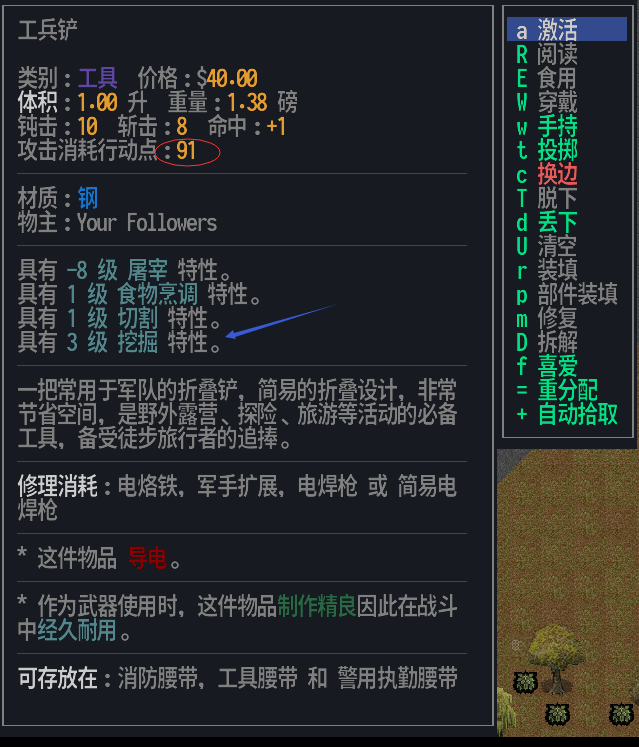 工兵铲
类别：工具　价格：$40.00
体积：1.00 升　重量：1.38 磅
钝击：10　斩击：8　命中：+1
攻击消耗行动点：91
材质：钢
物主：Your Followers
具有 -8 级 屠宰 特性。
具有 1 级 食物烹调 特性。
具有 1 级 切割 特性。
具有 3 级 挖掘 特性。
一把常用于军队的折叠铲，简易的折叠设计，非常
节省空间，是野外露营、探险、旅游等活动的必备
工具，备受徒步旅行者的追捧。
修理消耗：电烙铁，军手扩展，电焊枪 或 简易电
焊枪
* 这件物品 导电。
* 作为武器使用时，这件物品制作精良因此在战斗
中经久耐用。
可存放在：消防腰带，工具腰带 和 警用执勤腰带
a 激活
R 阅读
E 食用
W 穿戴
w 手持
t 投掷
c 换边
T 脱下
d 丢下
U 清空
r 装填
p 部件装填
m 修复
D 拆解
f 喜爱
= 重分配
+ 自动拾取